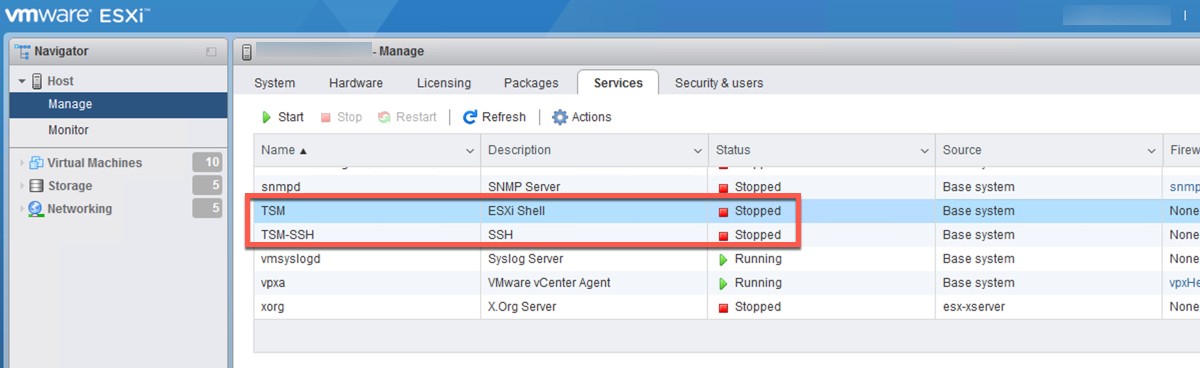 vmware ESXi™
Navigator
Host
Manage
Monitor
Virtual Machines 10
Storage 5
Networking 5
- Manage
System Hardware Licensing Packages Services Security & users
Start Stop Restart Refresh Actions
Name Description Status Source Firew
snmpd SNMP Server Stopped Base system snmp
TSM ESXi Shell Stopped Base system None
TSM-SSH SSH Stopped Base system None
vmsyslogd Syslog Server Running Base system None
vpxa VMware vCenter Agent Running Base system vpxHe
xorg X.Org Server Stopped esx-xserver None